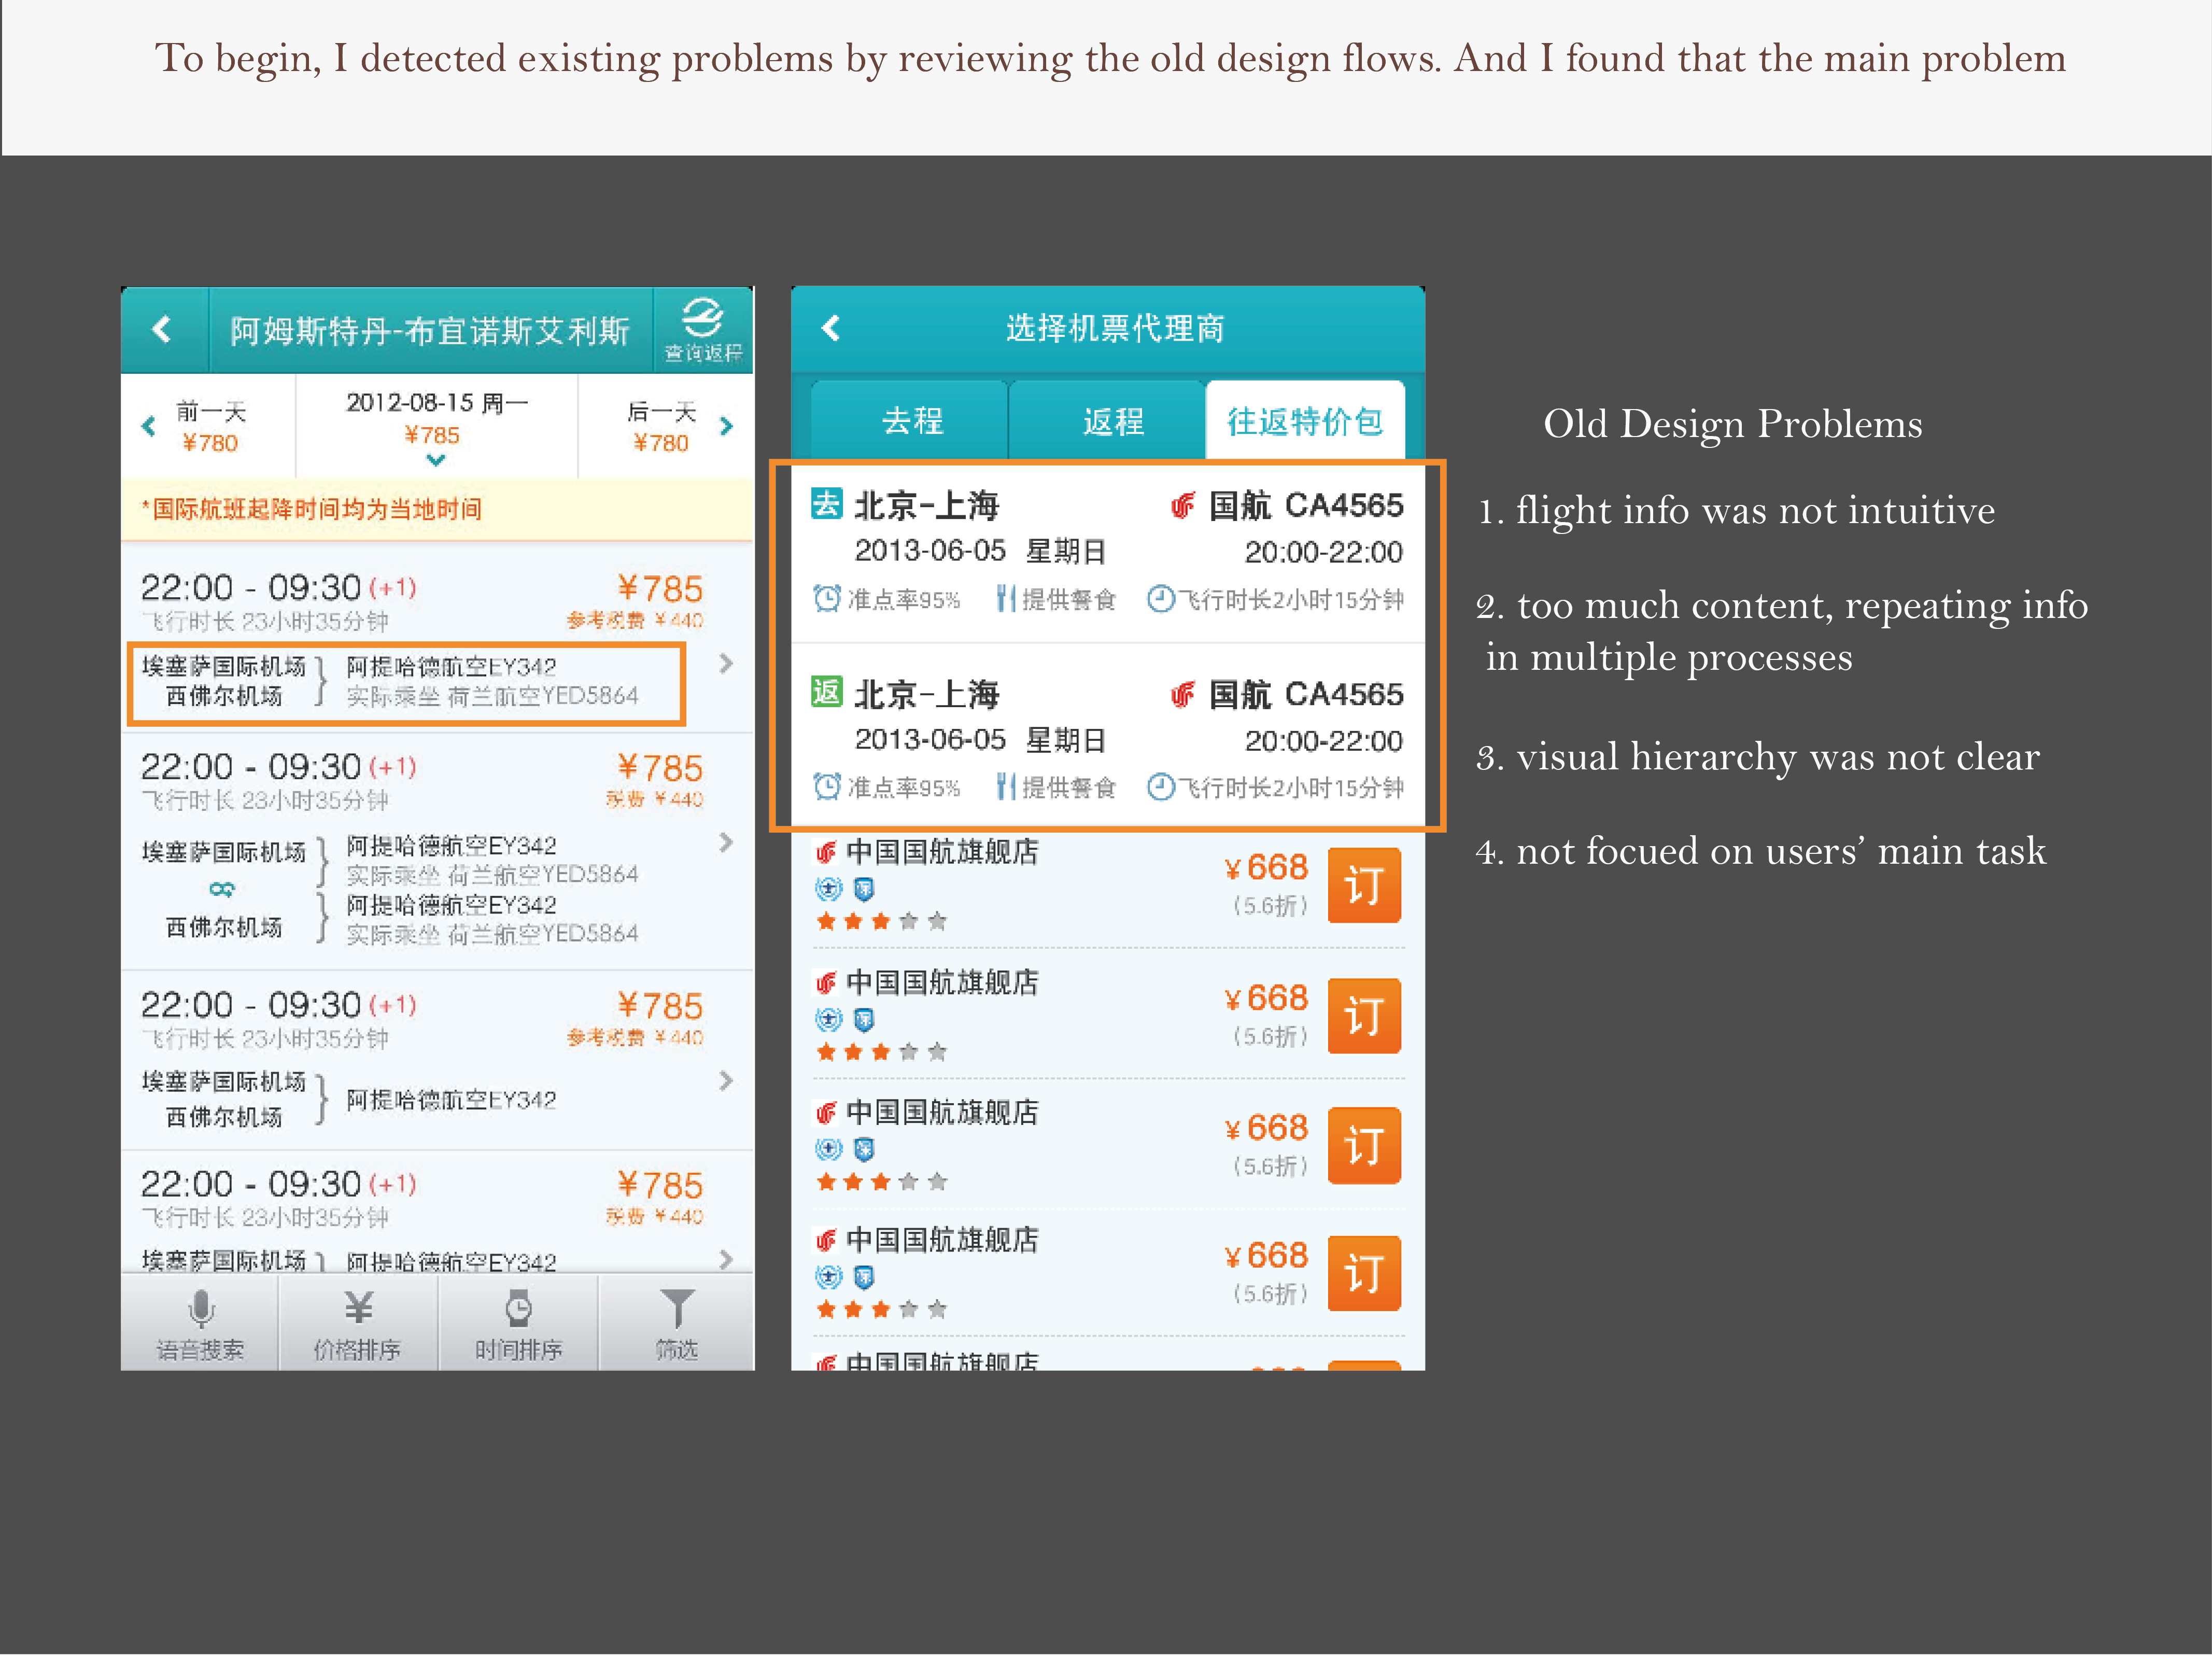 To begin, I detected existing problems by reviewing the old design flows. And I found that the main problem
阿姆斯特丹-布宜诺斯艾利斯
查询返程
前一天
¥780
2012-08-15 周一
¥785
后一天
¥780
*国际航班起降时间均为当地时间
22:00 - 09:30 (+1) ¥785
飞行时长 23小时35分钟 参考税费 ¥440
埃塞萨国际机场 阿提哈德航空EY342
西佛尔机场 实际乘坐 荷兰航空YED5864
22:00 - 09:30 (+1) ¥785
飞行时长 23小时35分钟 税费 ¥440
埃塞萨国际机场 阿提哈德航空EY342
实际乘坐 荷兰航空YED5864
阿提哈德航空EY342
西佛尔机场 实际乘坐 荷兰航空YED5864
22:00 - 09:30 (+1) ¥785
飞行时长 23小时35分钟 参考税费 ¥440
埃塞萨国际机场
阿提哈德航空EY342
西佛尔机场
22:00 - 09:30 (+1) ¥785
飞行时长 23小时35分钟 税费 ¥440
埃塞萨国际机场 阿提哈德航空EY342
语音搜索 价格排序 时间排序 筛选
选择机票代理商
去程 返程 往返特价包
去 北京-上海 国航 CA4565
2013-06-05 星期日 20:00-22:00
准点率95% 提供餐食 飞行时长2小时15分钟
返 北京-上海 国航 CA4565
2013-06-05 星期日 20:00-22:00
准点率95% 提供餐食 飞行时长2小时15分钟
中国国航旗舰店 ¥668 订
(5.6折)
中国国航旗舰店 ¥668 订
(5.6折)
中国国航旗舰店 ¥668 订
(5.6折)
中国国航旗舰店 ¥668 订
(5.6折)
中国国航旗舰店
Old Design Problems
1. flight info was not intuitive
2. too much content, repeating info
in multiple processes
3. visual hierarchy was not clear
4. not focued on users' main task